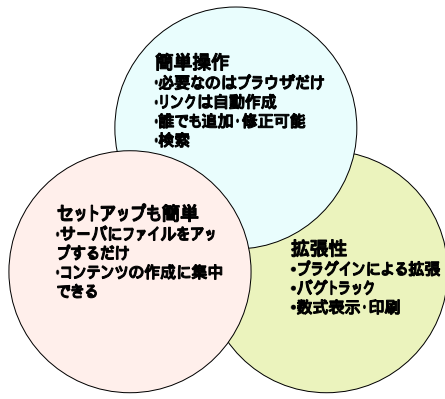 簡単操作
・必要なのはブラウザだけ
・リンクは自動作成
・誰でも追加・修正可能
・検索
セットアップも簡単
・サーバにファイルをアッ
プするだけ
・コンテンツの作成に集中
できる
拡張性
・プラグインによる拡張
・バグトラック
・数式表示・印刷